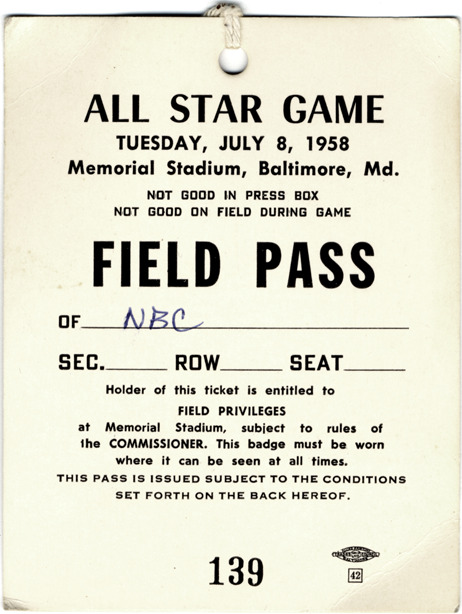 ALL STAR GAME
TUESDAY, JULY 8, 1958
Memorial Stadium, Baltimore, Md.
NOT GOOD IN PRESS BOX
NOT GOOD ON FIELD DURING GAME
FIELD PASS
OF NBC
SEC. ROW SEAT
Holder of this ticket is entitled to
FIELD PRIVILEGES
at Memorial Stadium, subject to rules of
the COMMISSIONER. This badge must be worn
where it can be seen at all times.
THIS PASS IS ISSUED SUBJECT TO THE CONDITIONS
SET FORTH ON THE BACK HEREOF.
139
42